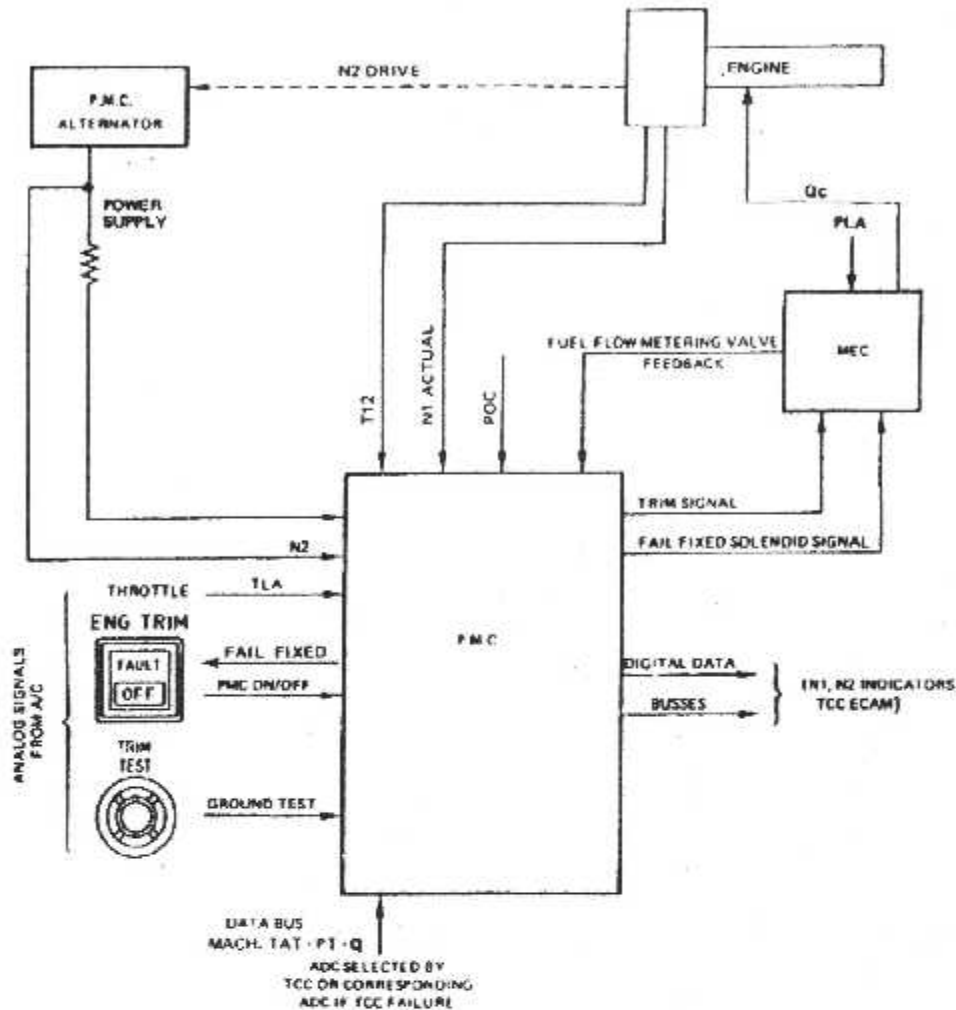 N2 DRIVE
ENGINE
P.M.C.
ALTERNATOR
POWER
SUPPLY
Qc
PLA
MEC
FUEL FLOW METERING VALVE
FEEDBACK
T12
N1 ACTUAL
POC
TRIM SIGNAL
FAIL FIXED SOLENOID SIGNAL
N2
THROTTLE
TLA
ENG TRIM
FAULT
OFF
FAIL FIXED
PMC ON/OFF
P.M.C
DIGITAL DATA
BUSSES
(N1, N2 INDICATORS
TCC ECAM)
ANALOG SIGNALS
FROM A/C
TRIM
TEST
GROUND TEST
DATA BUS
MACH. TAT - PT - Q
ADC SELECTED BY
TCC OR CORRESPONDING
ADC IF TCC FAILURE